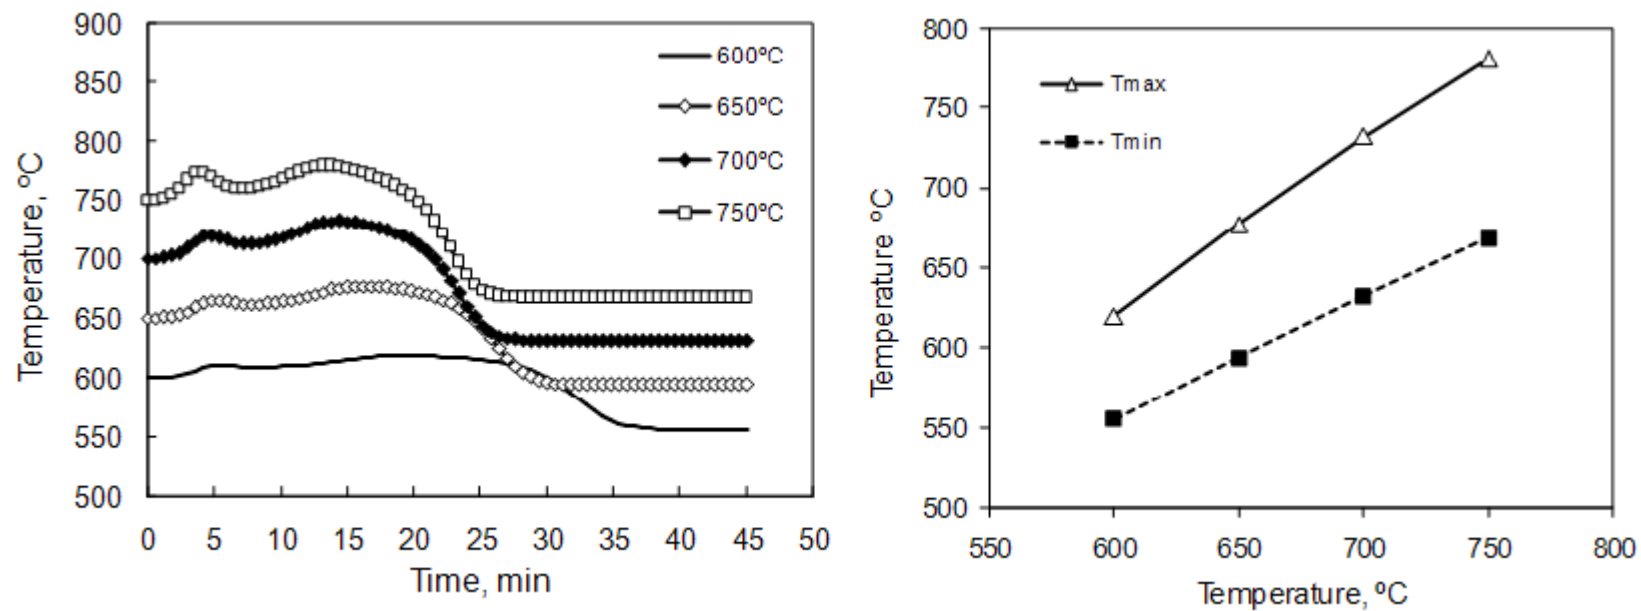 900
850
800
750
700
650
600
550
500
Temperature, ºC
600ºC
650ºC
700ºC
750ºC
0 5 10 15 20 25 30 35 40 45 50
Time, min
800
750
700
650
600
550
500
Temperature ºC
Tmax
Tmin
550 600 650 700 750 800
Temperature, ºC